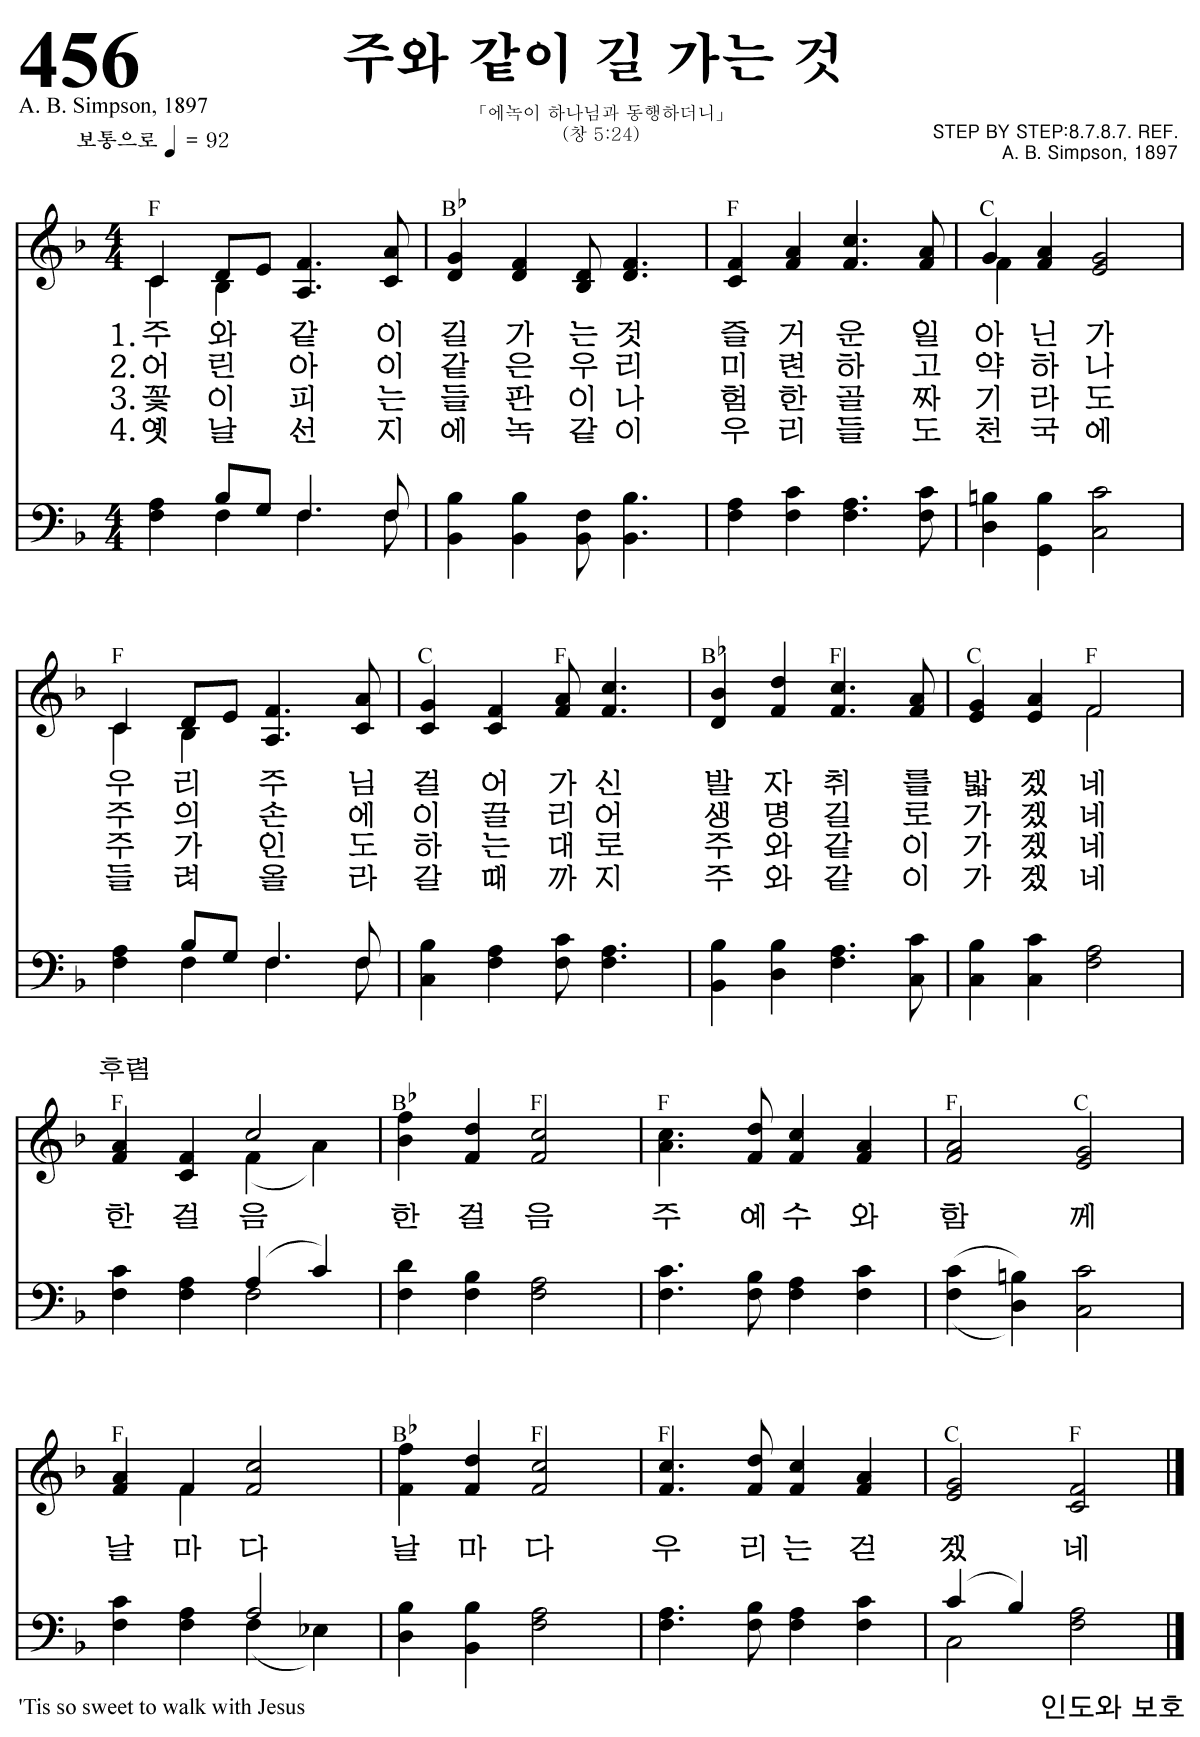 456
주와 같이 길 가는 것
A. B. Simpson, 1897
「에녹이 하나님과 동행하더니」
(창 5:24)
보통으로 ♩ = 92
STEP BY STEP:8.7.8.7. REF.
A. B. Simpson, 1897
F B♭ F C
1.주 와 같 이 길 가 는 것 즐 거 운 일 아 닌 가
2.어 린 아 이 같 은 우 리 미 련 하 고 약 하 나
3.꽃 이 피 는 들 판 이 나 험 한 골 짜 기 라 도
4.옛 날 선 지 에 녹 같 이 우 리 들 도 천 국 에
F C F B♭ F C F
우 리 주 님 걸 어 가 신 발 자 취 를 밟 겠 네
주 의 손 에 이 끌 리 어 생 명 길 로 가 겠 네
주 가 인 도 하 는 대 로 주 와 같 이 가 겠 네
들 려 올 라 갈 때 까 지 주 와 같 이 가 겠 네
후렴
F B♭ F F F C
한 걸 음 한 걸 음 주 예 수 와 함 께
F B♭ F F C F
날 마 다 날 마 다 우 리 는 걷 겠 네
'Tis so sweet to walk with Jesus
인도와 보호